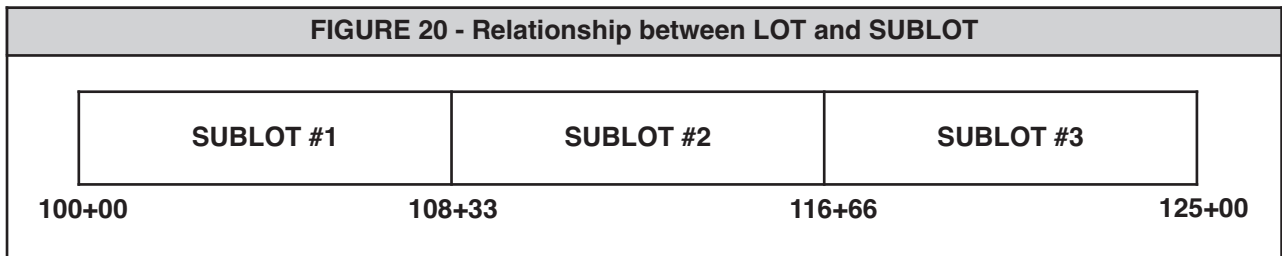 FIGURE 20 - Relationship between LOT and SUBLOT
SUBLOT #1 SUBLOT #2 SUBLOT #3
100+00 108+33 116+66 125+00